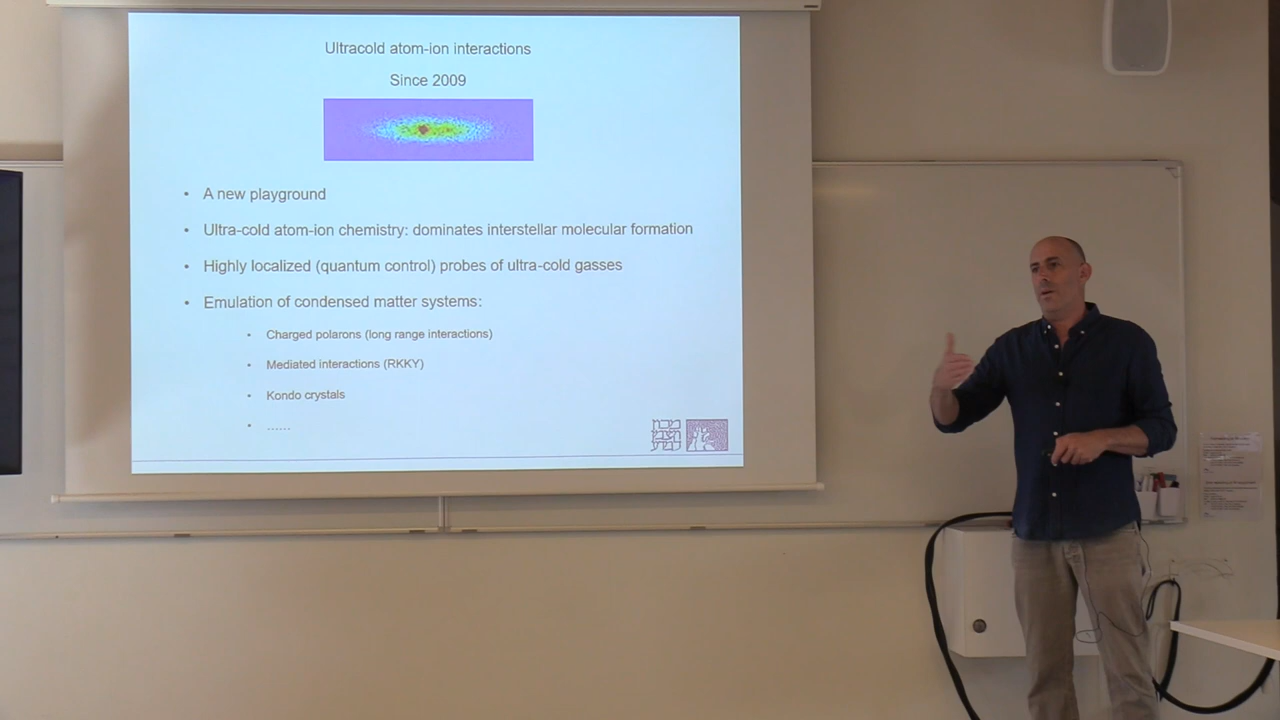 Ultracold atom-ion interactions
Since 2009
• A new playground
• Ultra-cold atom-ion chemistry: dominates interstellar molecular formation
• Highly localized (quantum control) probes of ultra-cold gasses
• Emulation of condensed matter systems:
• Charged polarons (long range interactions)
• Mediated interactions (RKKY)
• Kondo crystals
• ......